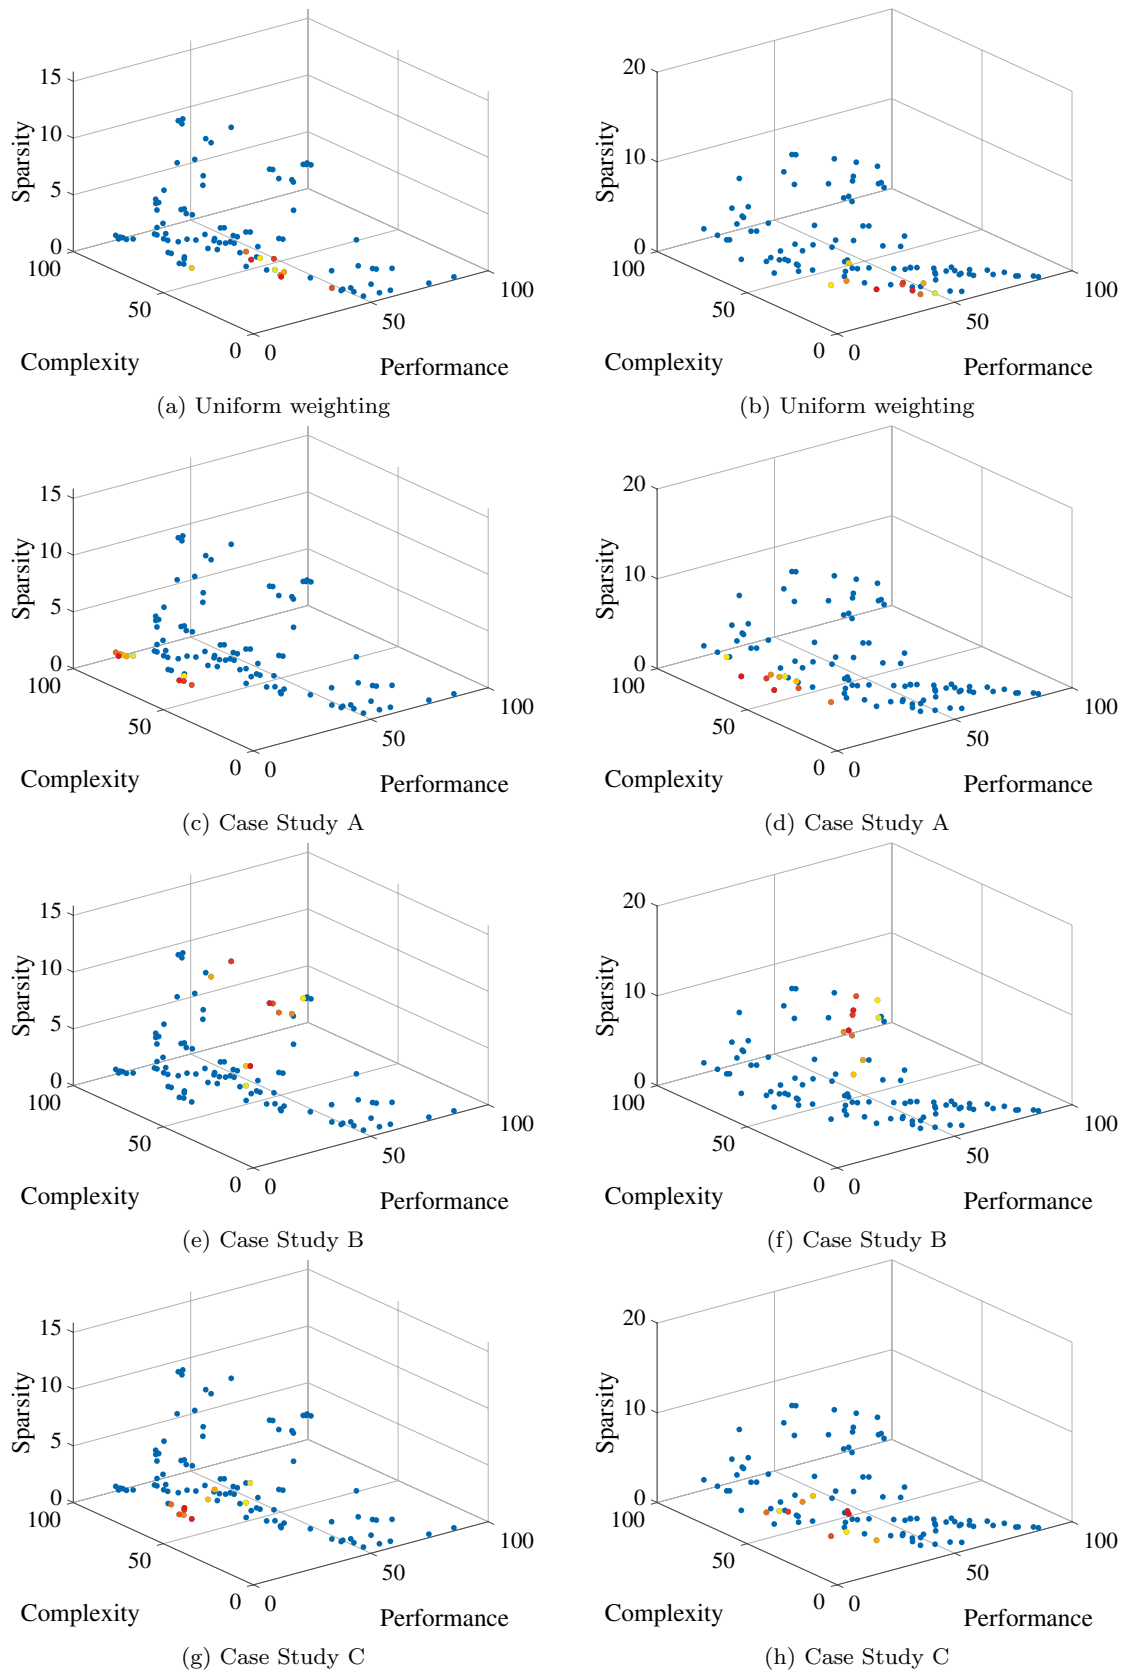 15
10
5
0
Sparsity
100
50
0
Complexity
0
50
100
Performance
(a) Uniform weighting
20
10
0
Sparsity
100
50
0
Complexity
0
50
100
Performance
(b) Uniform weighting
15
10
5
0
Sparsity
100
50
0
Complexity
0
50
100
Performance
(c) Case Study A
20
10
0
Sparsity
100
50
0
Complexity
0
50
100
Performance
(d) Case Study A
15
10
5
0
Sparsity
100
50
0
Complexity
0
50
100
Performance
(e) Case Study B
20
10
0
Sparsity
100
50
0
Complexity
0
50
100
Performance
(f) Case Study B
15
10
5
0
Sparsity
100
50
0
Complexity
0
50
100
Performance
(g) Case Study C
20
10
0
Sparsity
100
50
0
Complexity
0
50
100
Performance
(h) Case Study C